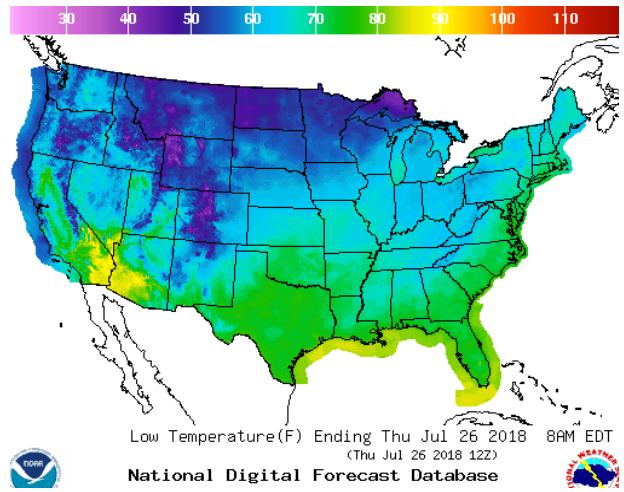 30 40 50 60 70 80 90 100 110
Low Temperature(F) Ending Thu Jul 26 2018 8AM EDT
(Thu Jul 26 2018 12Z)
National Digital Forecast Database
NOAA